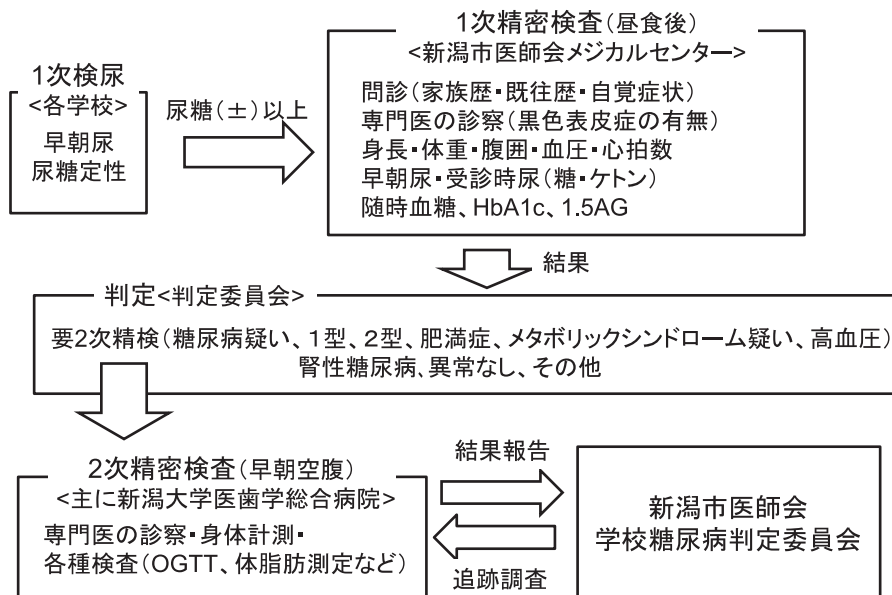 1次検尿
<各学校>
早朝尿
尿糖定性
尿糖(±)以上
1次精密検査(昼食後)
<新潟市医師会メジカルセンター>
問診(家族歴・既往歴・自覚症状)
専門医の診察(黒色表皮症の有無)
身長・体重・腹囲・血圧・心拍数
早朝尿・受診時尿(糖・ケトン)
随時血糖、HbA1c、1.5AG
結果
判定<判定委員会>
要2次精検(糖尿病疑い、1型、2型、肥満症、メタボリックシンドローム疑い、高血圧)
腎性糖尿病、異常なし、その他
2次精密検査(早朝空腹)
<主に新潟大学医歯学総合病院>
専門医の診察・身体計測・
各種検査(OGTT、体脂肪測定など)
結果報告
追跡調査
新潟市医師会
学校糖尿病判定委員会